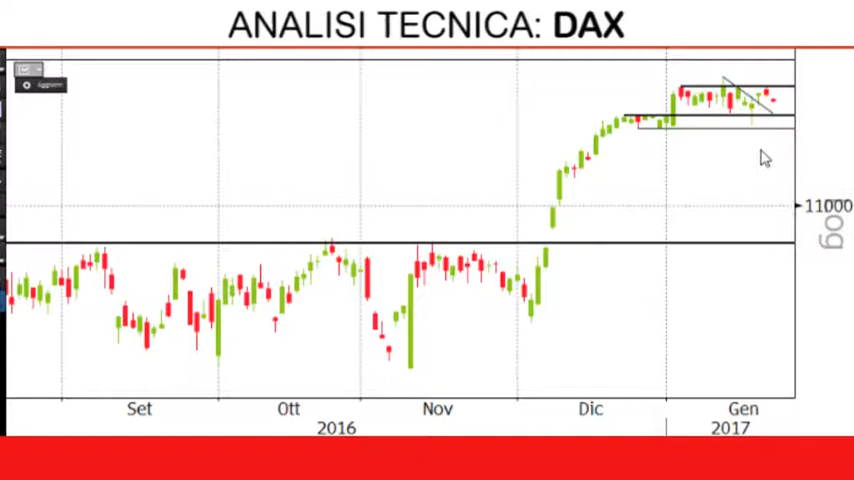 ANALISI TECNICA: DAX
11000
Set
Ott
Nov
Dic
Gen
2016
2017